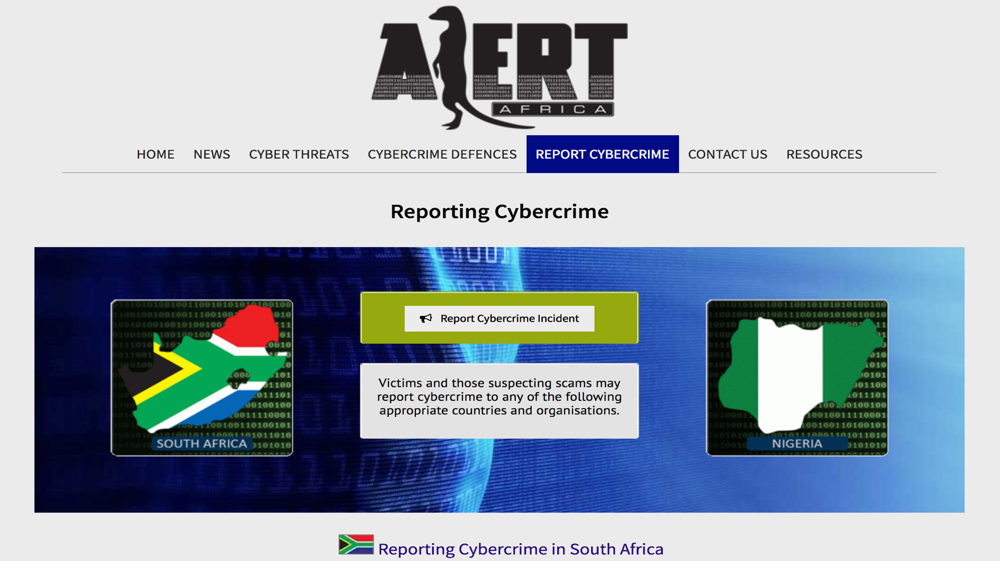 ALERT
AFRICA
HOME NEWS CYBER THREATS CYBERCRIME DEFENCES REPORT CYBERCRIME CONTACT US RESOURCES
Reporting Cybercrime
Report Cybercrime Incident
Victims and those suspecting scams may
report cybercrime to any of the following
appropriate countries and organisations.
SOUTH AFRICA
NIGERIA
Reporting Cybercrime in South Africa